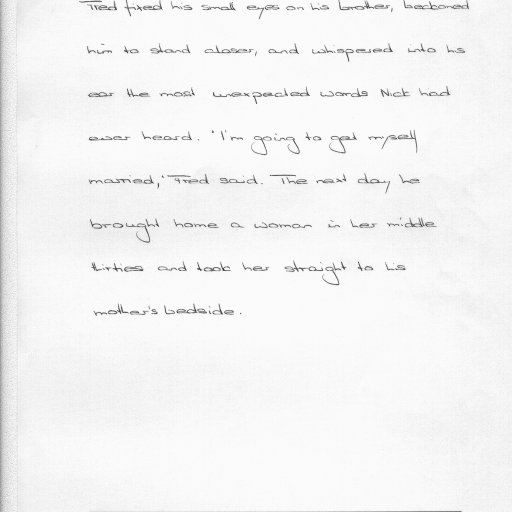 Fred fixed his small eyes on his brother, beckoned
him to stand closer, and whispered into his
ear the most unexpected words Nick had
ever heard. 'I'm going to get myself
married,' Fred said. The next day he
brought home a woman in her middle
thirties and took her straight to his
mother's bedside.